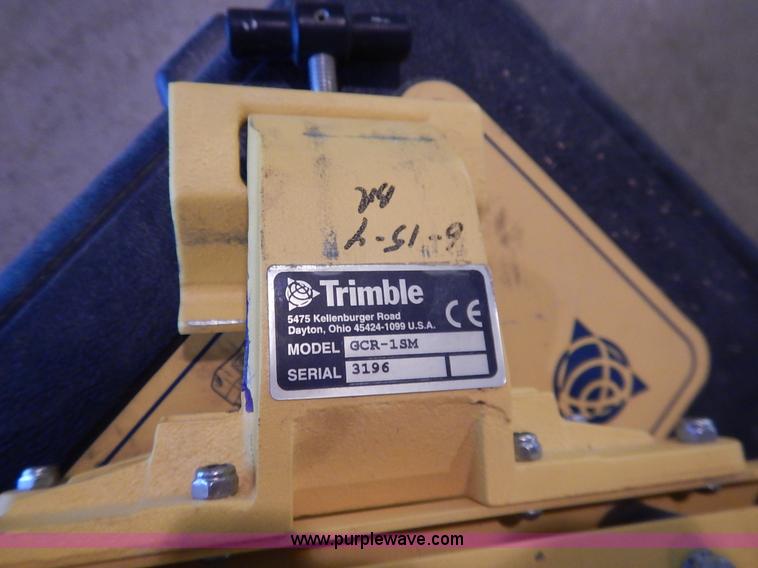 6-15-7
Trimble
5475 Kellenburger Road
Dayton, Ohio 45424-1099 U.S.A.
CE
MODEL GCR-1SM
SERIAL 3196
www.purplewave.com